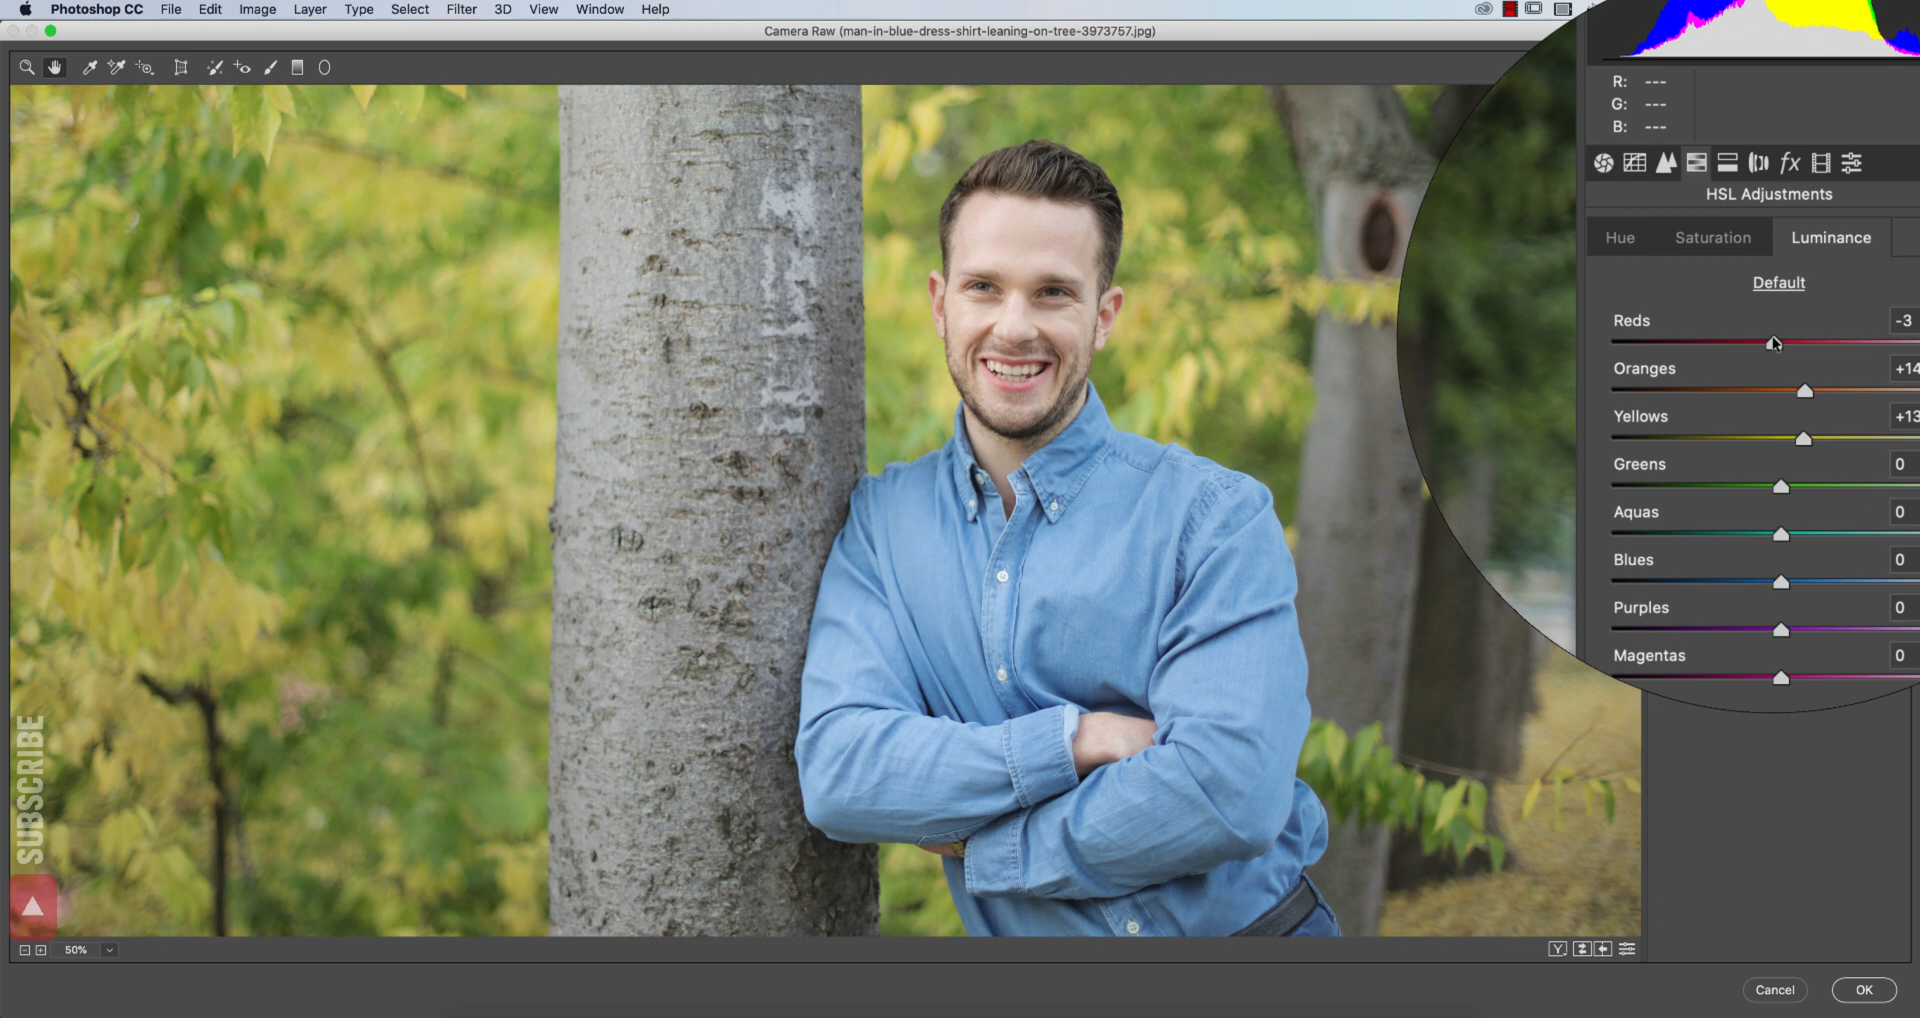 Photoshop CC File Edit Image Layer Type Select Filter 3D View Window Help
Camera Raw (man-in-blue-dress-shirt-leaning-on-tree-3973757.jpg)
R: ---
G: ---
B: ---
fx
HSL Adjustments
Hue Saturation Luminance
Default
Reds -3
Oranges +14
Yellows +13
Greens 0
Aquas 0
Blues 0
Purples 0
Magentas 0
SUBSCRIBE
50%
Y
Cancel OK